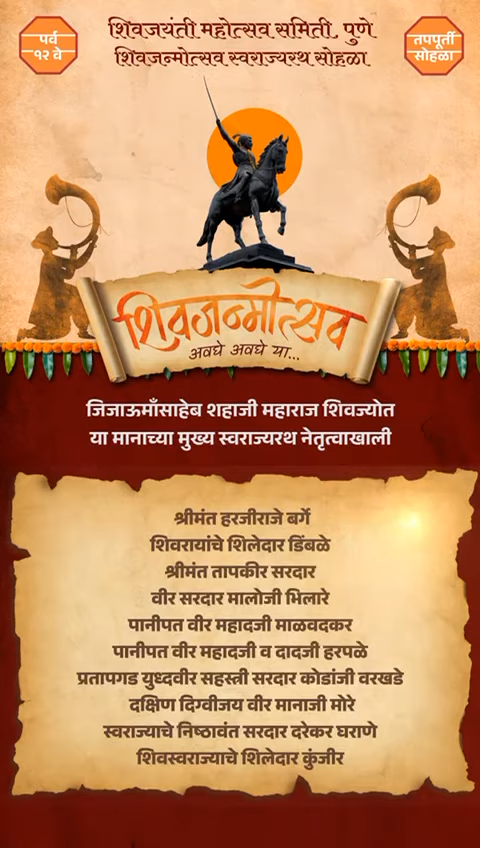 पर्व
१२ वे
शिवजयंती महोत्सव समिती, पुणे
शिवजन्मोत्सव स्वराज्यरथ सोहळा
तपपूर्ती
सोहळा
शिवजन्मोत्सव
अवघे अवघे या...
जिजाऊमाँसाहेब शहाजी महाराज शिवज्योत
या मानाच्या मुख्य स्वराज्यरथ नेतृत्वाखाली
श्रीमंत हरजीराजे बर्गे
शिवरायांचे शिलेदार डिंबळे
श्रीमंत तापकीर सरदार
वीर सरदार मालोजी भिलारे
पानीपत वीर महादजी माळवदकर
पानीपत वीर महादजी व दादजी हरपळे
प्रतापगड युध्दवीर सहस्त्री सरदार कोडांजी वरखडे
दक्षिण दिग्वीजय वीर मानाजी मोरे
स्वराज्याचे निष्ठावंत सरदार दरेकर घराणे
शिवस्वराज्याचे शिलेदार कुंजीर